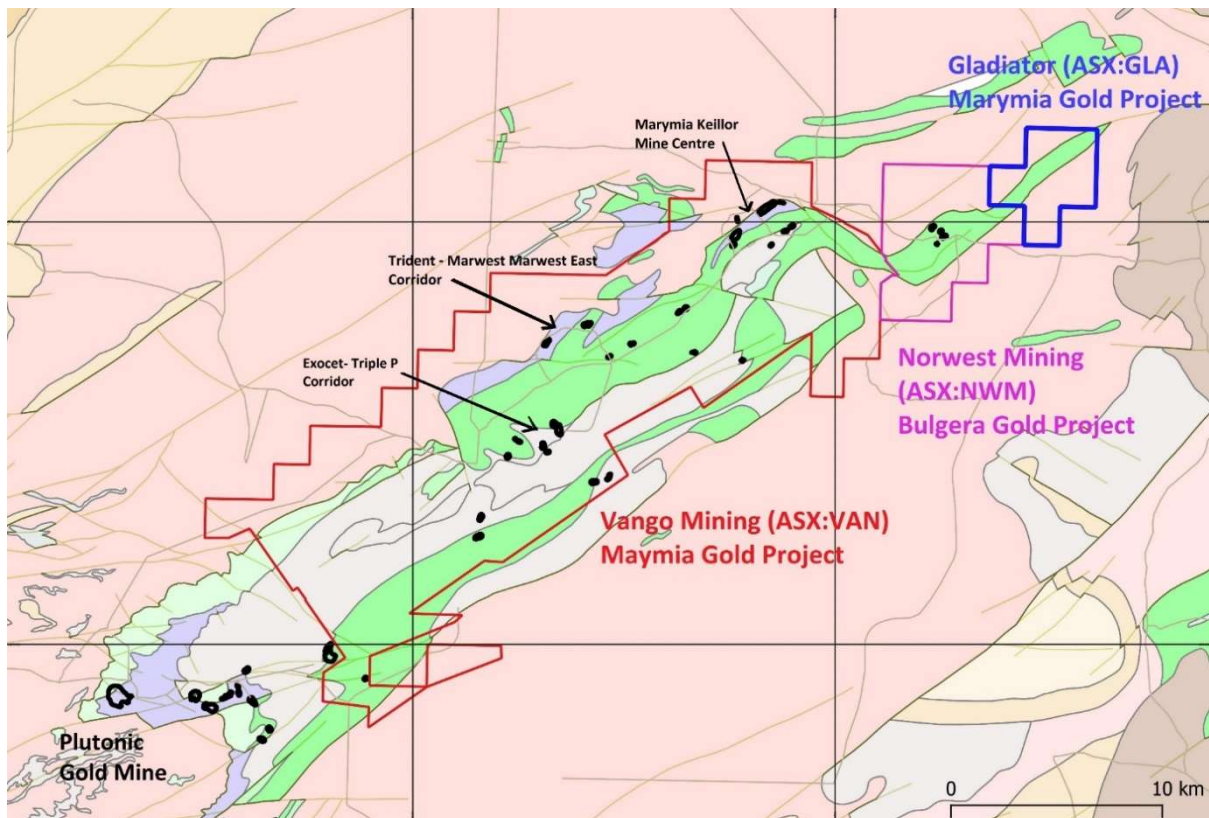 Gladiator (ASX:GLA)
Marymia Gold Project
Marymia Keillor
Mine Centre
Trident - Marwest Marwest East
Corridor
Exocet- Triple P
Corridor
Norwest Mining
(ASX:NWM)
Bulgera Gold Project
Vango Mining (ASX:VAN)
Maymia Gold Project
Plutonic
Gold Mine
0 10 km